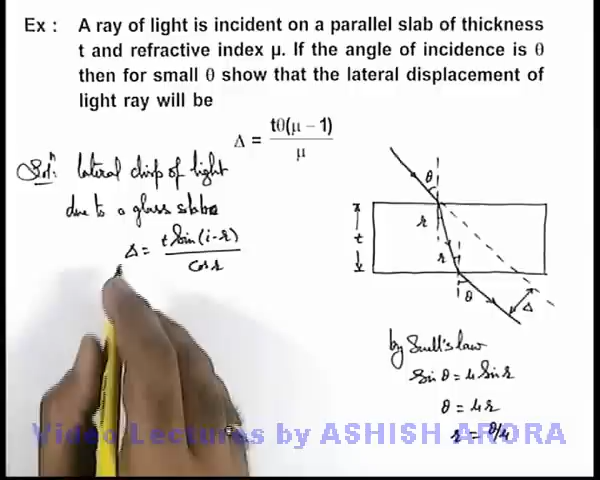 Ex : A ray of light is incident on a parallel slab of thickness
t and refractive index μ. If the angle of incidence is θ
then for small θ show that the lateral displacement of
light ray will be
Δ = tθ(μ − 1) / μ
Solⁿ: lateral disp of light
due to a glass slab
Δ = t Sin(i-r) / Cos r
θ
r
t
r
θ
Δ
by Snell's law
Sin θ = μ Sin r
θ = μr
r = θ/μ
Video Lectures by ASHISH ARORA